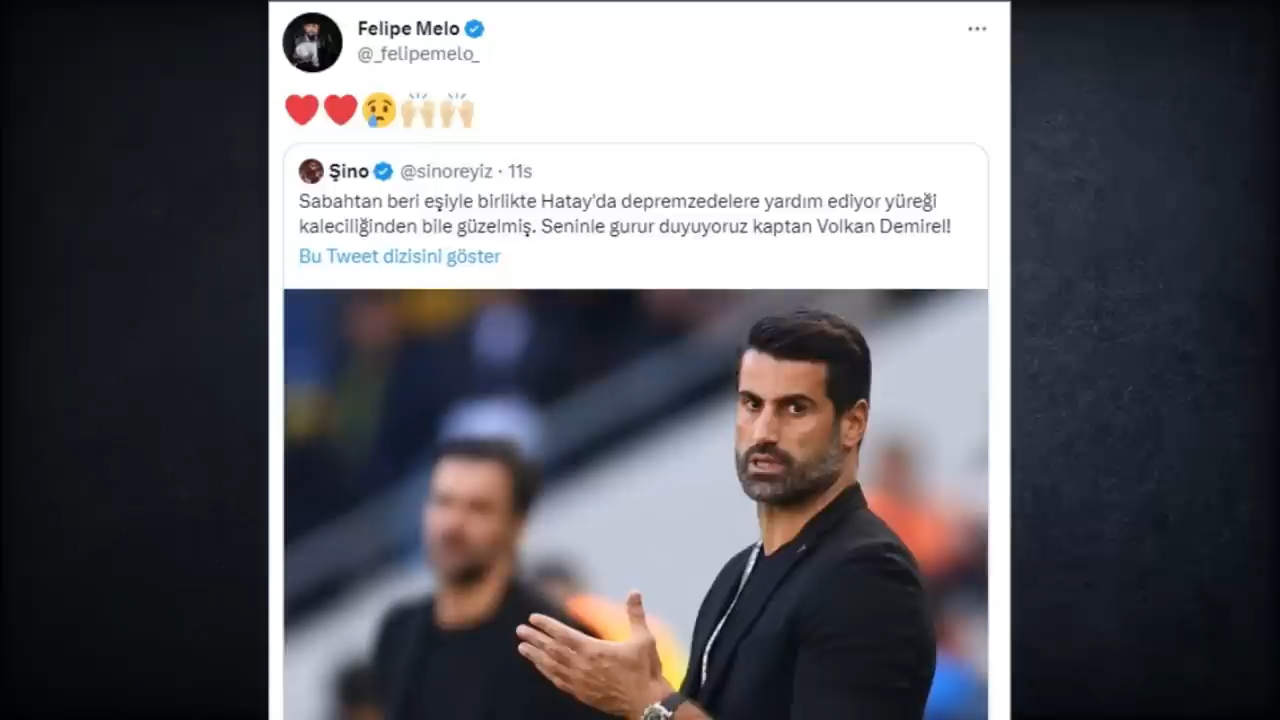 Felipe Melo
@_felipemelo_
Şino @sinoreyiz · 11s
Sabahtan beri eşiyle birlikte Hatay'da depremzedelere yardım ediyor yüreği
kaleciliğinden bile güzelmiş. Seninle gurur duyuyoruz kaptan Volkan Demirel!
Bu Tweet dizisini göster